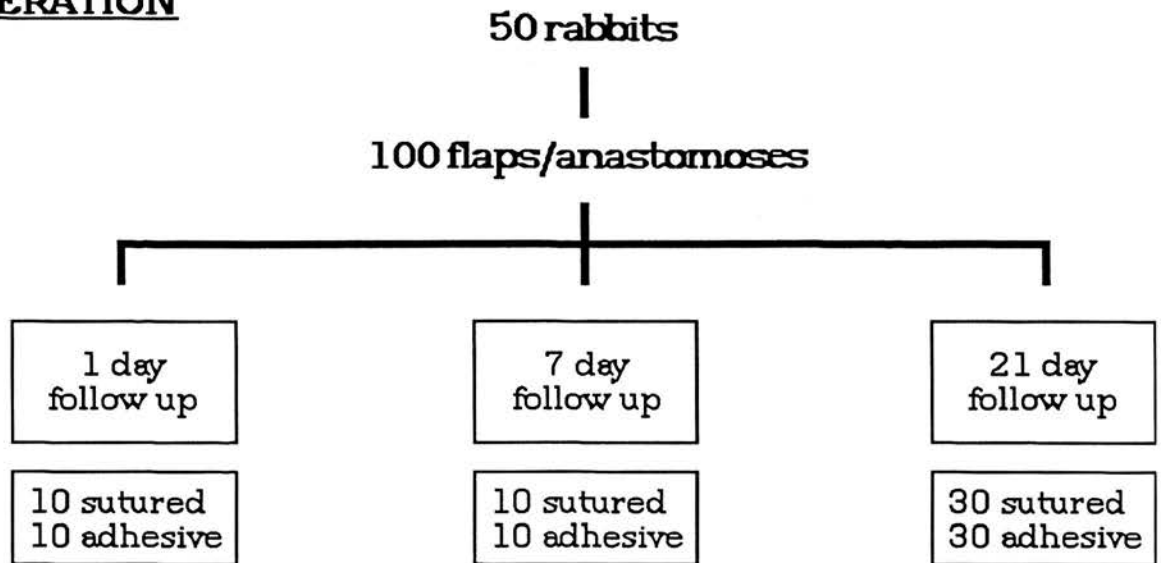 50 rabbits
100 flaps/anastomoses
1 day
follow up
7 day
follow up
21 day
follow up
10 sutured
10 adhesive
10 sutured
10 adhesive
30 sutured
30 adhesive